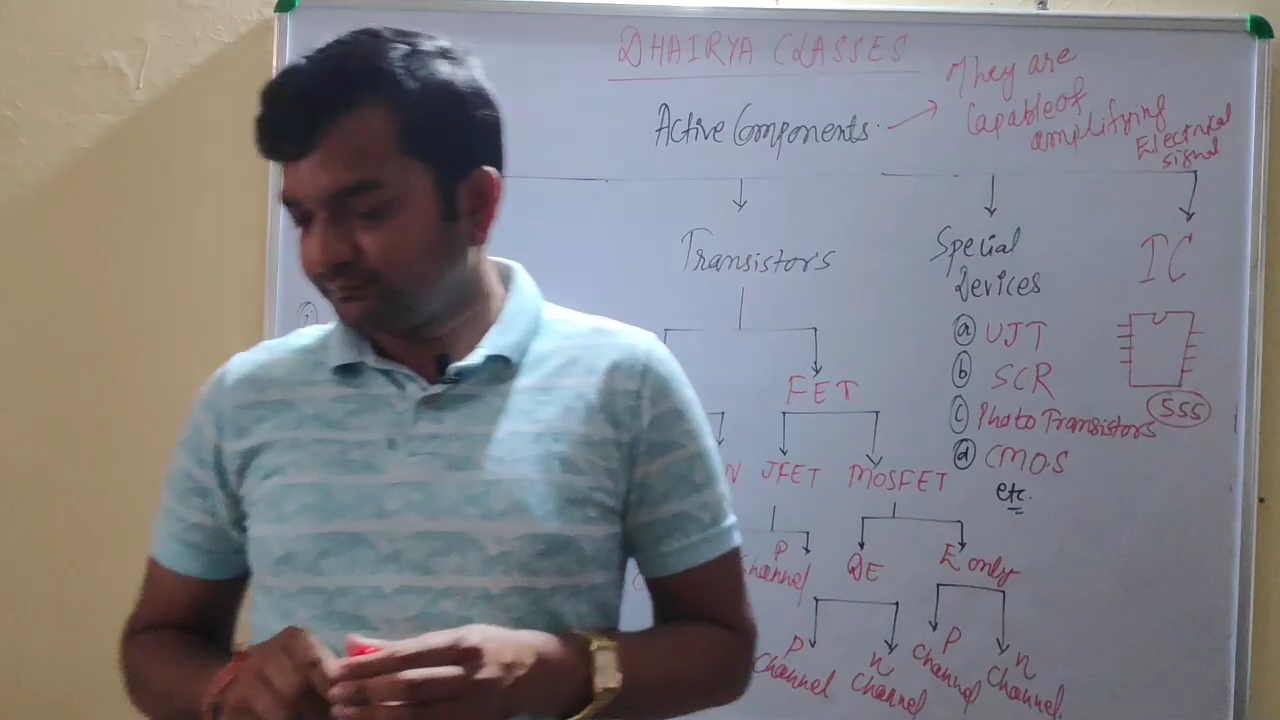 DHAIRYA CLASSES
Active Components.
They are
Capable of
amplifying
Electrical
signal
Transistors
Special
Devices
IC
(a) UJT
(b) SCR
(c) Photo Transistors
(d) CMOS
etc.
555
FET
N
JFET
MOSFET
P
channel
DE
E only
P
channel
n
channel
P
channel
n
channel